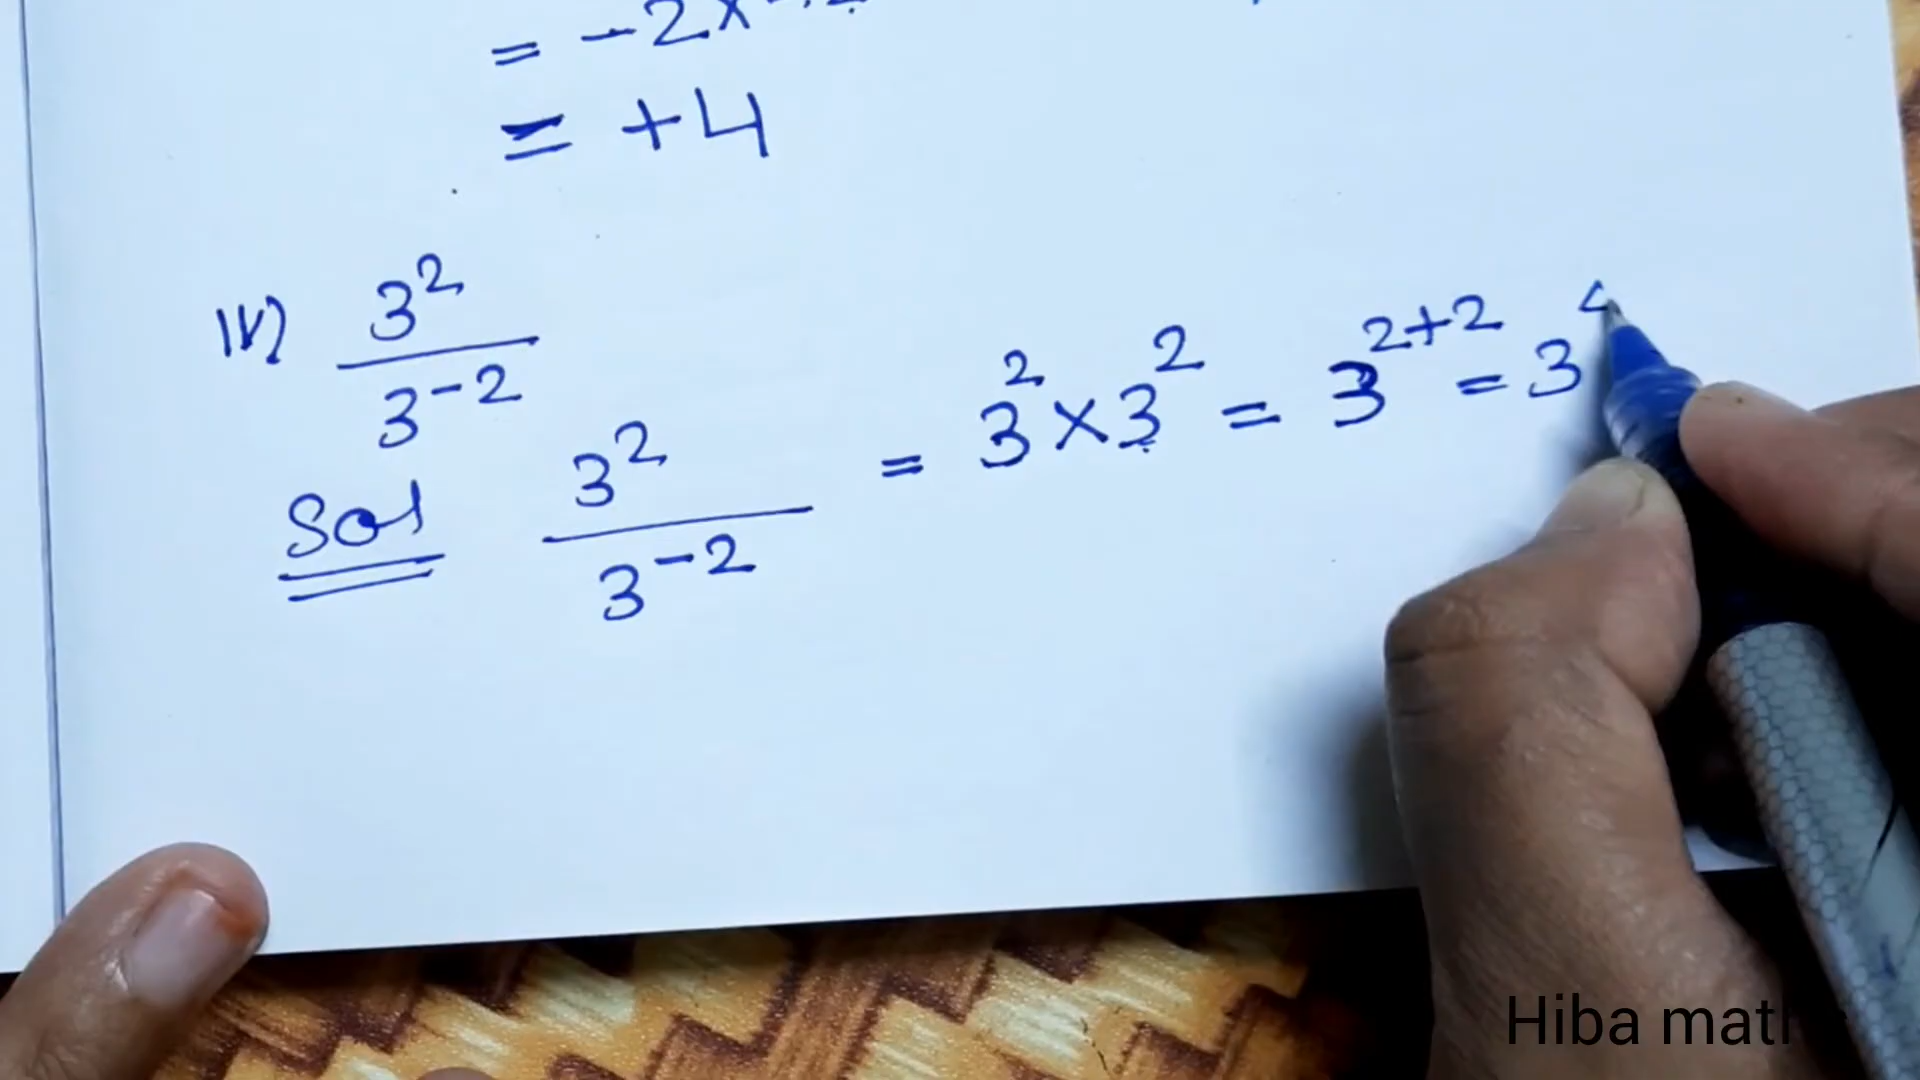 = -2×
= +4
IV) 3^2 / 3^-2
Sol 3^2 / 3^-2 = 3^2 × 3^2 = 3^2+2 = 3^4
Hiba math